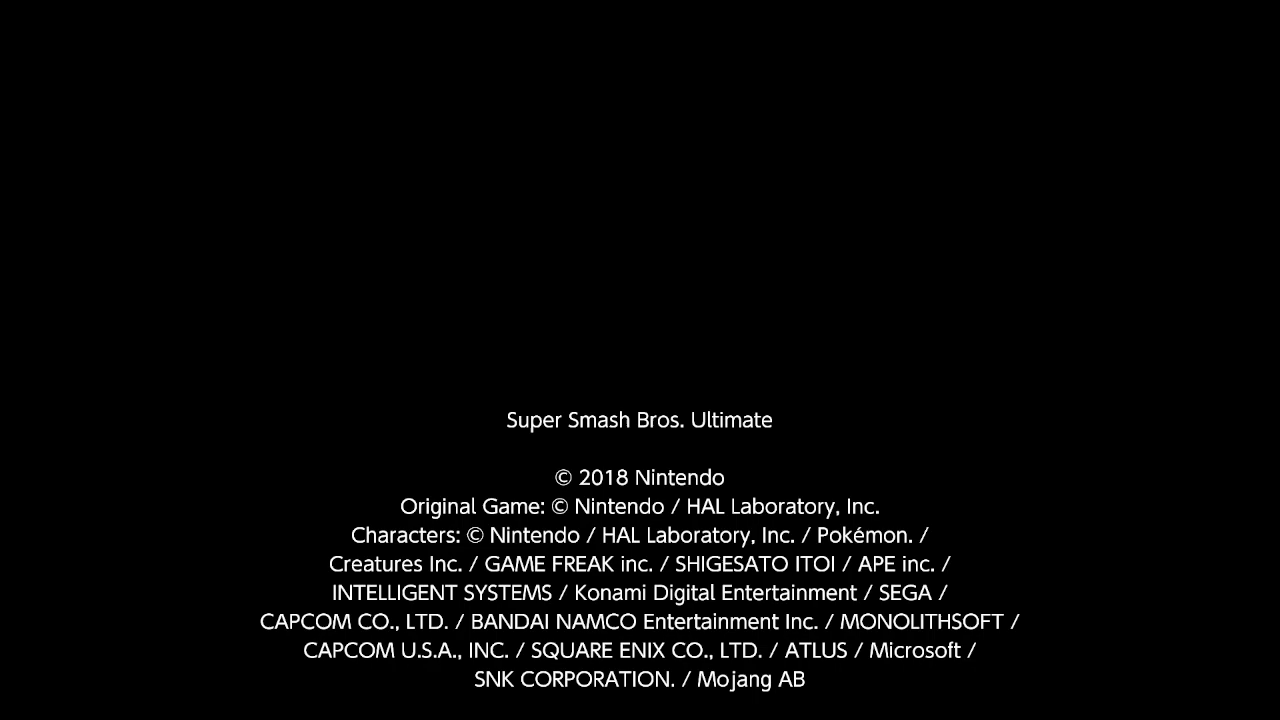 Super Smash Bros. Ultimate
© 2018 Nintendo
Original Game: © Nintendo / HAL Laboratory, Inc.
Characters: © Nintendo / HAL Laboratory, Inc. / Pokémon. /
Creatures Inc. / GAME FREAK inc. / SHIGESATO ITOI / APE inc. /
INTELLIGENT SYSTEMS / Konami Digital Entertainment / SEGA /
CAPCOM CO., LTD. / BANDAI NAMCO Entertainment Inc. / MONOLITHSOFT /
CAPCOM U.S.A., INC. / SQUARE ENIX CO., LTD. / ATLUS / Microsoft /
SNK CORPORATION. / Mojang AB